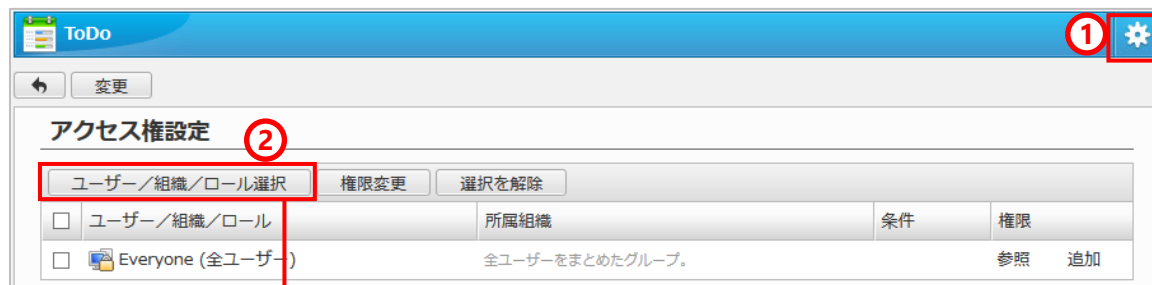 ToDo ①
変更
アクセス権設定 ②
ユーザー／組織／ロール選択 権限変更 選択を解除
ユーザー／組織／ロール 所属組織 条件 権限
Everyone (全ユーザー) 全ユーザーをまとめたグループ。 参照 追加